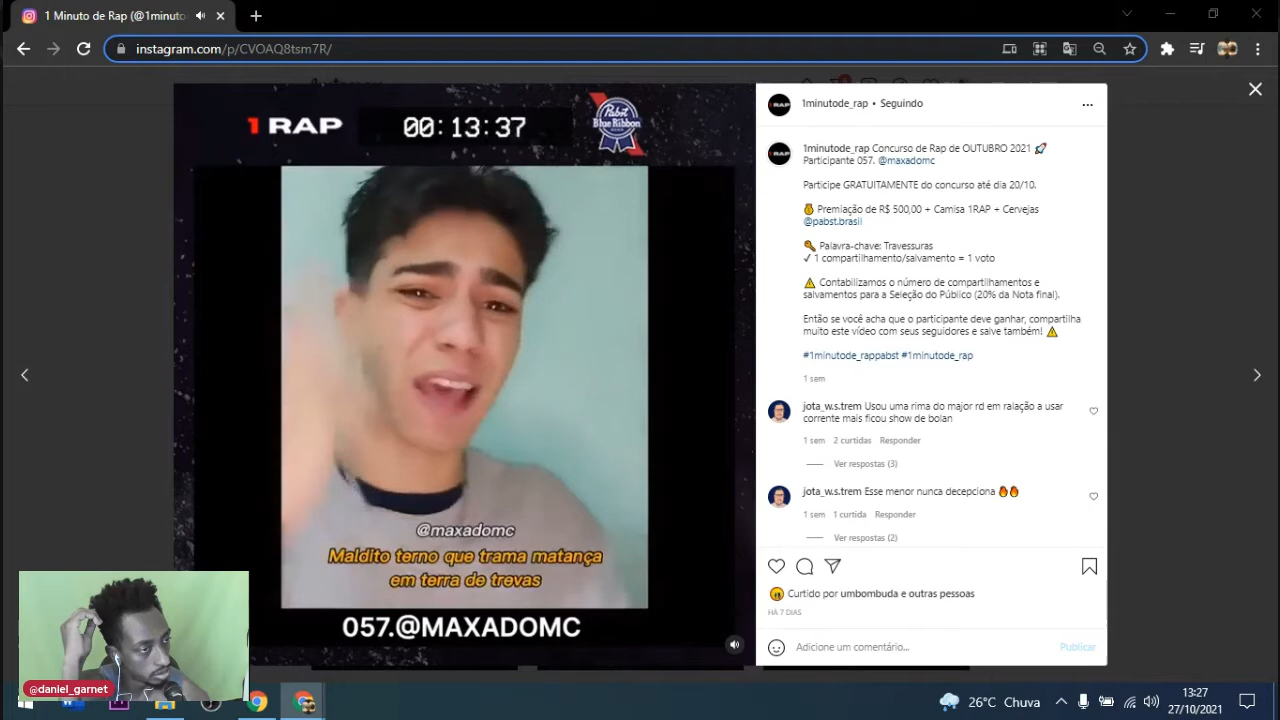 1 Minuto de Rap (@1minuto
instagram.com/p/CVOAQ8tsm7R/
1RAP
00:13:37
Pabst
Blue Ribbon
@maxadomc
Maldito terno que trama matança
em terra de trevas
057.@MAXADOMC
@daniel_garnet
1minutode_rap • Seguindo
1minutode_rap Concurso de Rap de OUTUBRO 2021 🚀
Participante 057. @maxadomc
Participe GRATUITAMENTE do concurso até dia 20/10.
💰 Premiação de R$ 500,00 + Camisa 1RAP + Cervejas
@pabst.brasil
🔑 Palavra-chave: Travessuras
✓ 1 compartilhamento/salvamento = 1 voto
⚠️ Contabilizamos o número de compartilhamentos e
salvamentos para a Seleção do Público (20% da Nota final).
Então se você acha que o participante deve ganhar, compartilha
muito este vídeo com seus seguidores e salve também! ⚠️
#1minutode_rappabst #1minutode_rap
1 sem
jota_w.s.trem Usou uma rima do major rd em ralação a usar
corrente mais ficou show de bolan
1 sem 2 curtidas Responder
Ver respostas (3)
jota_w.s.trem Esse menor nunca decepciona 🔥🔥
1 sem 1 curtida Responder
Ver respostas (2)
Curtido por umbombuda e outras pessoas
HÁ 7 DIAS
Adicione um comentário...
Publicar
26°C Chuva
13:27
27/10/2021